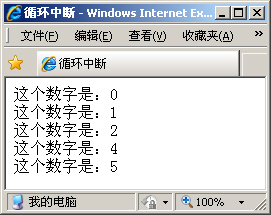 循环中断 - Windows Internet Ex...
文件(F) 编辑(E) 查看(V) 收藏夹(A) »
循环中断
这个数字是：0
这个数字是：1
这个数字是：2
这个数字是：4
这个数字是：5
我的电脑 100%